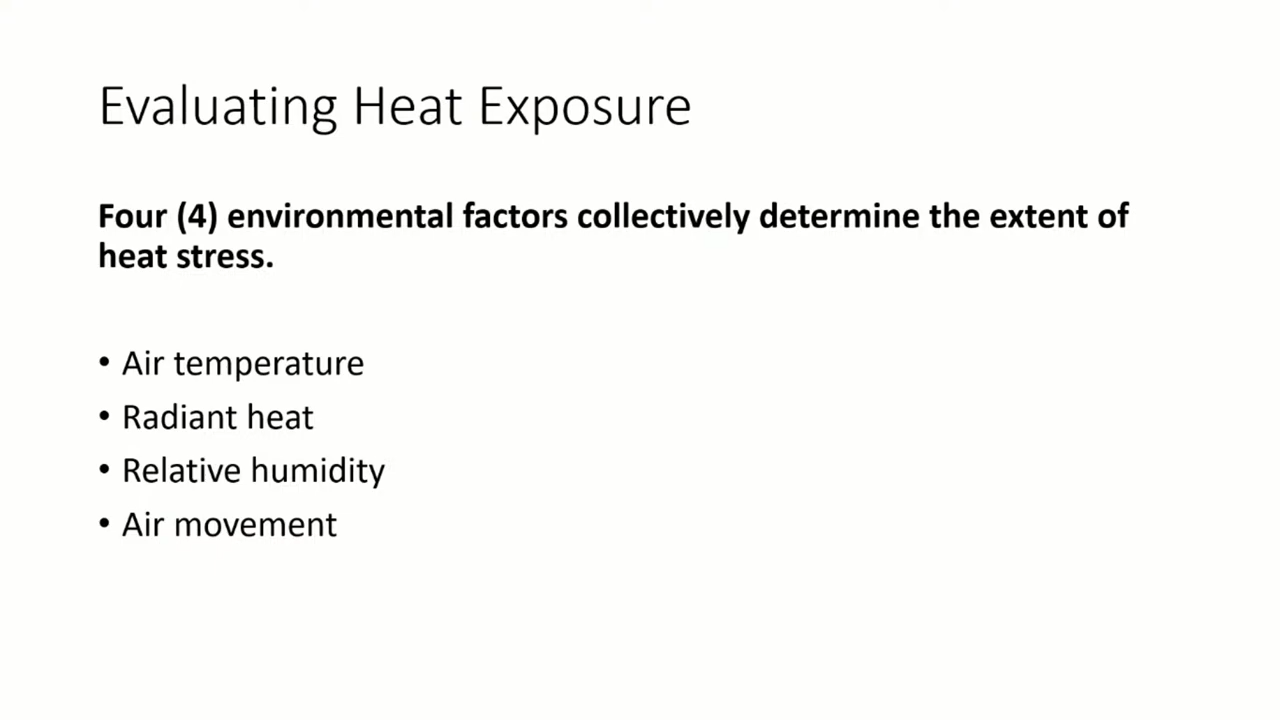 Evaluating Heat Exposure
Four (4) environmental factors collectively determine the extent of
heat stress.
• Air temperature
• Radiant heat
• Relative humidity
• Air movement